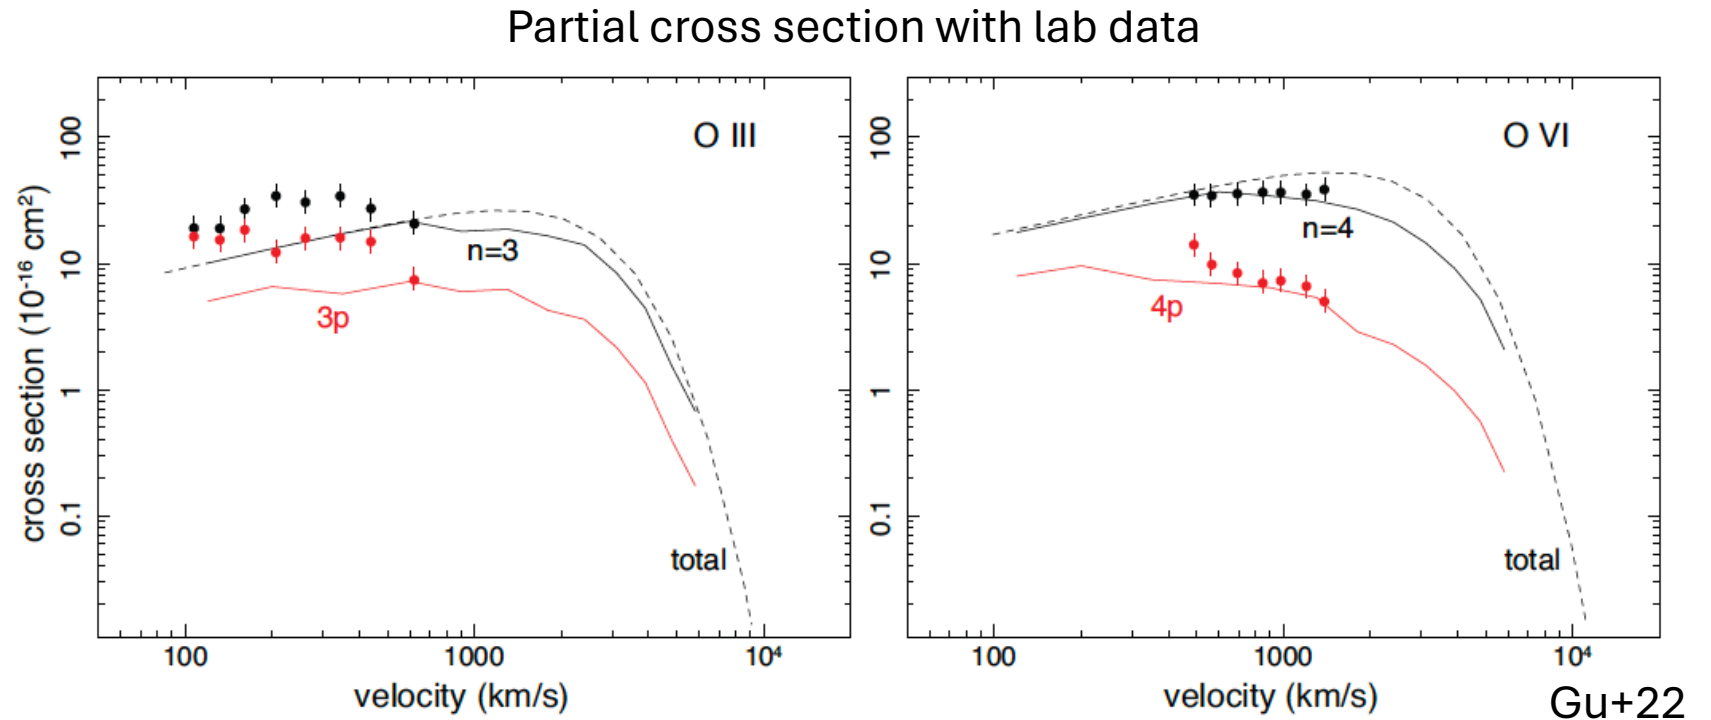 Partial cross section with lab data
O III
O VI
cross section (10⁻¹⁶ cm²)
100
10
1
0.1
n=3
3p
total
100
1000
10⁴
velocity (km/s)
100
10
1
0.1
n=4
4p
total
100
1000
10⁴
velocity (km/s)
Gu+22